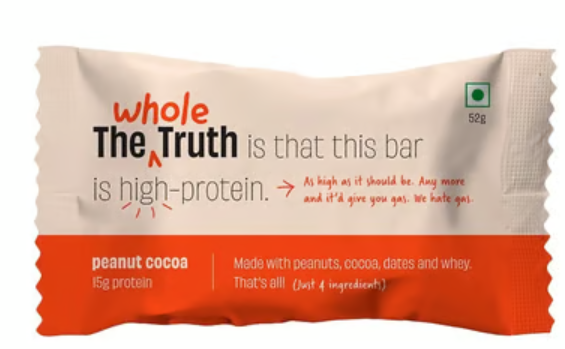 whole
The ^ Truth is that this bar
is high-protein. → As high as it should be. Any more
and it'd give you gas. We hate gas.
52g
peanut cocoa
15g protein
Made with peanuts, cocoa, dates and whey.
That's all! (Just 4 ingredients)